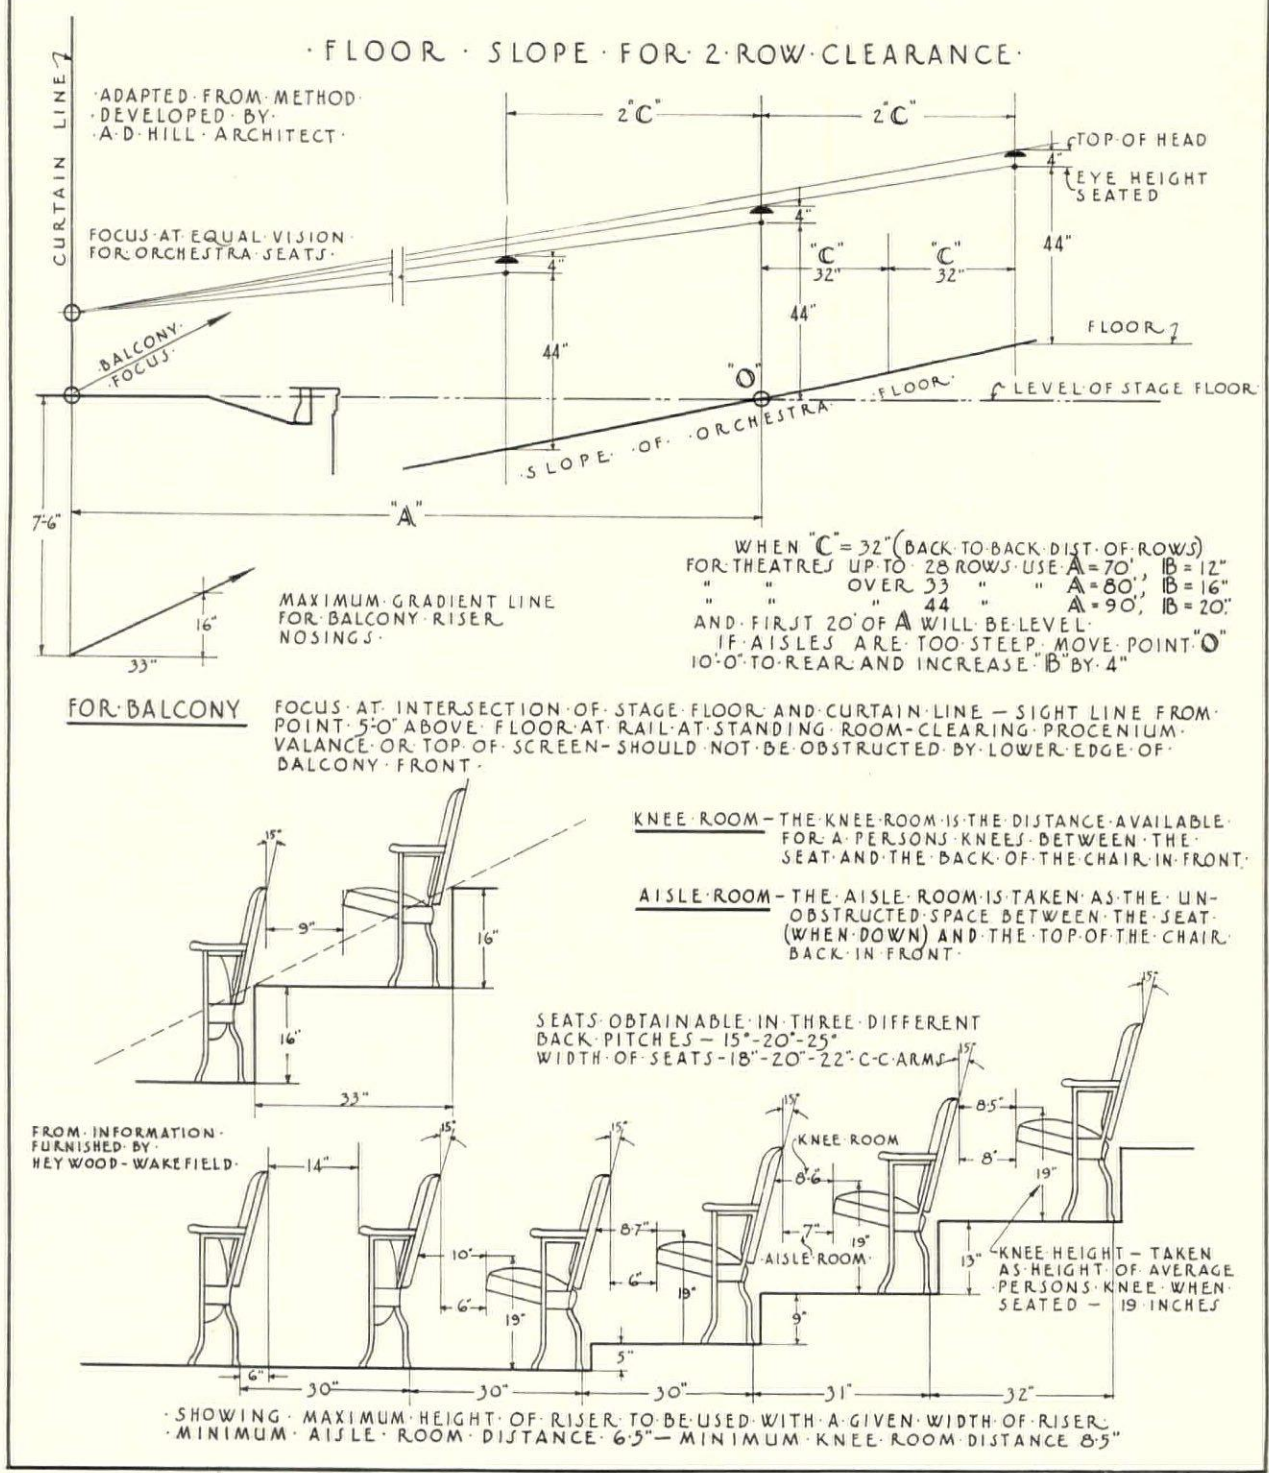 ·FLOOR · SLOPE · FOR · 2 · ROW · CLEARANCE·
CURTAIN LINE
·ADAPTED·FROM·METHOD·
·DEVELOPED·BY·
·A·D·HILL·ARCHITECT·
2"C"
2"C"
TOP·OF·HEAD
4"
EYE HEIGHT
SEATED
FOCUS·AT·EQUAL·VISION·
FOR·ORCHESTRA·SEATS·
4"
4"
"C"
32"
"C"
32"
44"
44"
44"
BALCONY·
FOCUS·
FLOOR
"O"
LEVEL·OF·STAGE FLOOR
·SLOPE·OF·ORCHESTRA·FLOOR·
7'-6"
"A"
WHEN "C" = 32" (BACK·TO·BACK·DIST·OF·ROWS)
FOR·THEATRES UP·TO· 28 ROWS·USE·A=70', B=12"
" " OVER 33 " " A=80', B=16"
" " " 44 " A=90', B=20"
AND·FIRST 20' OF A WILL·BE·LEVEL·
IF·AISLES ARE·TOO·STEEP·MOVE POINT·"O"
10'-0"·TO·REAR·AND INCREASE·"B"·BY·4"
16"
33"
MAXIMUM·GRADIENT LINE
FOR·BALCONY·RISER
NOSINGS·
FOR·BALCONY
FOCUS·AT·INTERSECTION·OF·STAGE·FLOOR·AND·CURTAIN·LINE — SIGHT·LINE·FROM·
POINT·5'-0" ABOVE·FLOOR·AT·RAIL·AT·STANDING·ROOM-CLEARING·PROCENIUM·
VALANCE·OR·TOP·OF·SCREEN-SHOULD·NOT·BE·OBSTRUCTED·BY·LOWER·EDGE·OF·
BALCONY·FRONT·
KNEE·ROOM-THE·KNEE·ROOM·IS·THE·DISTANCE·AVAILABLE·
FOR·A·PERSONS·KNEES·BETWEEN·THE·
SEAT·AND·THE·BACK·OF·THE·CHAIR·IN·FRONT·
AISLE·ROOM-THE·AISLE·ROOM·IS·TAKEN·AS·THE·UN-
OBSTRUCTED·SPACE·BETWEEN·THE·SEAT·
(WHEN·DOWN) AND·THE·TOP·OF·THE·CHAIR·
BACK·IN·FRONT·
15°
9"
16"
16"
33"
SEATS·OBTAINABLE·IN·THREE·DIFFERENT
BACK·PITCHES — 15°-20°-25°
WIDTH·OF·SEATS-18"-20"-22"·C-C·ARMS
15°
15°
FROM·INFORMATION·
FURNISHED·BY·
HEYWOOD-WAKEFIELD·
14"
15°
15°
15°
KNEE·ROOM
8·5"
8"
19"
8·6"
7"
19"
·AISLE·ROOM·
8·7"
6"
19"
10"
6"
19"
KNEE·HEIGHT — TAKEN
AS·HEIGHT·OF·AVERAGE
·PERSONS·KNEE·WHEN·
SEATED — 19 INCHES
13"
9"
5"
6"
30"
30"
30"
31"
32"
·SHOWING·MAXIMUM·HEIGHT·OF·RISER·TO·BE·USED·WITH·A·GIVEN·WIDTH·OF·RISER·
·MINIMUM·AISLE·ROOM·DISTANCE·6·5"—MINIMUM·KNEE·ROOM·DISTANCE 8·5"